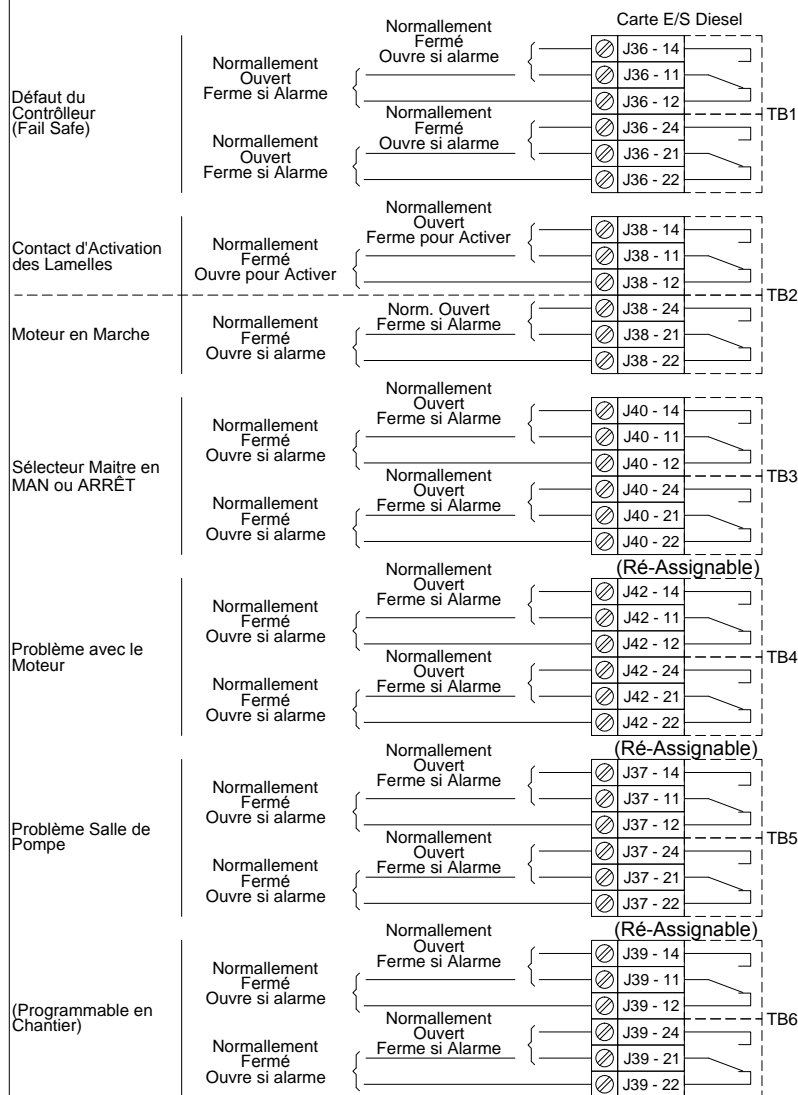 Carte E/S Diesel
Défaut du
Contrôlleur
(Fail Safe)
Normallement
Ouvert
Ferme si Alarme
Normallement
Fermé
Ouvre si alarme
J36 - 14
J36 - 11
J36 - 12
Normallement
Ouvert
Ferme si Alarme
Normallement
Fermé
Ouvre si alarme
J36 - 24
J36 - 21
J36 - 22
TB1
Contact d'Activation
des Lamelles
Normallement
Fermé
Ouvre pour Activer
Normallement
Ouvert
Ferme pour Activer
J38 - 14
J38 - 11
J38 - 12
TB2
Moteur en Marche
Normallement
Fermé
Ouvre si alarme
Norm. Ouvert
Ferme si Alarme
J38 - 24
J38 - 21
J38 - 22
Sélecteur Maitre en
MAN ou ARRÊT
Normallement
Fermé
Ouvre si alarme
Normallement
Ouvert
Ferme si Alarme
J40 - 14
J40 - 11
J40 - 12
Normallement
Fermé
Ouvre si alarme
Normallement
Ouvert
Ferme si Alarme
J40 - 24
J40 - 21
J40 - 22
TB3
(Ré-Assignable)
Problème avec le
Moteur
Normallement
Fermé
Ouvre si alarme
Normallement
Ouvert
Ferme si Alarme
J42 - 14
J42 - 11
J42 - 12
Normallement
Fermé
Ouvre si alarme
Normallement
Ouvert
Ferme si Alarme
J42 - 24
J42 - 21
J42 - 22
TB4
(Ré-Assignable)
Problème Salle de
Pompe
Normallement
Fermé
Ouvre si alarme
Normallement
Ouvert
Ferme si Alarme
J37 - 14
J37 - 11
J37 - 12
Normallement
Fermé
Ouvre si alarme
Normallement
Ouvert
Ferme si Alarme
J37 - 24
J37 - 21
J37 - 22
TB5
(Ré-Assignable)
(Programmable en
Chantier)
Normallement
Fermé
Ouvre si alarme
Normallement
Ouvert
Ferme si Alarme
J39 - 14
J39 - 11
J39 - 12
Normallement
Fermé
Ouvre si alarme
Normallement
Ouvert
Ferme si Alarme
J39 - 24
J39 - 21
J39 - 22
TB6